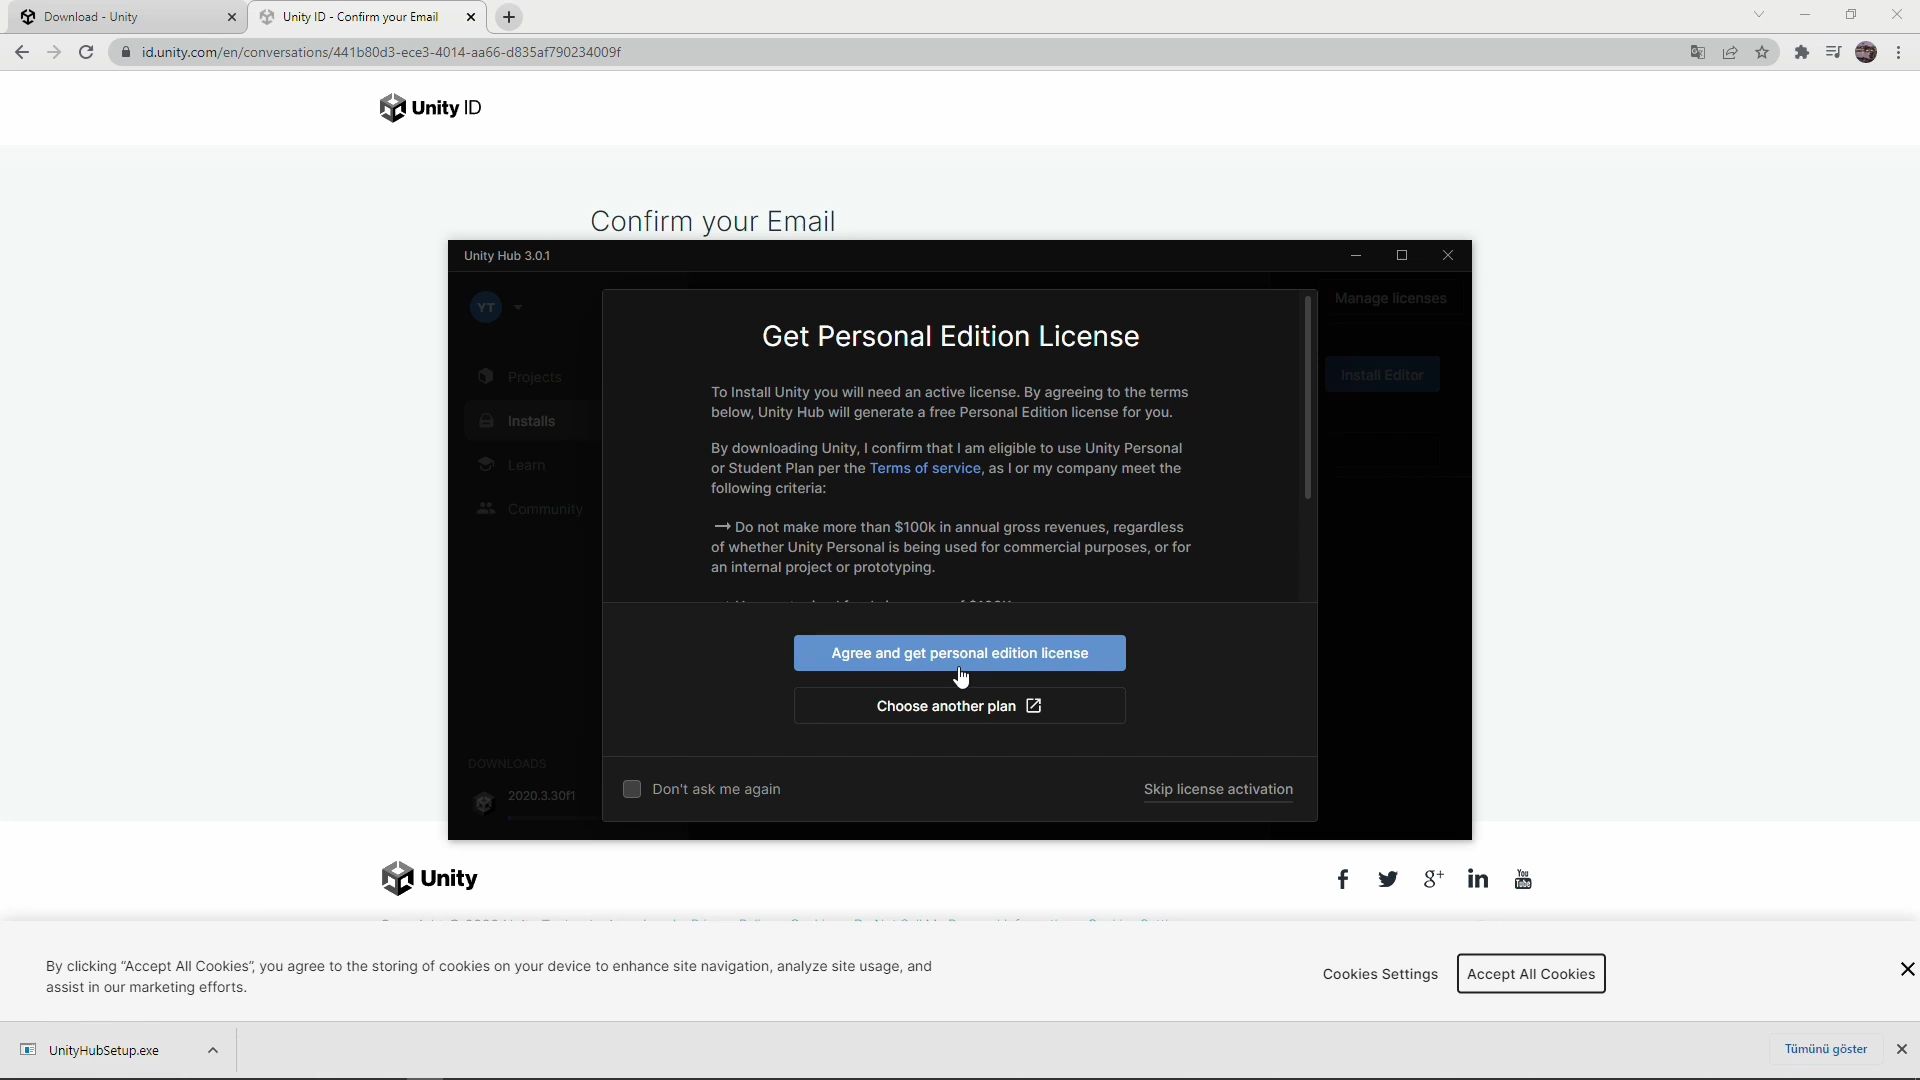 Download - Unity
Unity ID - Confirm your Email
id.unity.com/en/conversations/441b80d3-ece3-4014-aa66-d835af790234009f
Unity ID
Confirm your Email
Unity Hub 3.0.1
YT
Manage licenses
Projects
Install Editor
Installs
Learn
Community
DOWNLOADS
2020.3.30f1
Get Personal Edition License
To Install Unity you will need an active license. By agreeing to the terms
below, Unity Hub will generate a free Personal Edition license for you.
By downloading Unity, I confirm that I am eligible to use Unity Personal
or Student Plan per the Terms of service, as I or my company meet the
following criteria:
→ Do not make more than $100k in annual gross revenues, regardless
of whether Unity Personal is being used for commercial purposes, or for
an internal project or prototyping.
Agree and get personal edition license
Choose another plan
Don't ask me again
Skip license activation
Unity
f
g+
in
You
Tube
By clicking “Accept All Cookies”, you agree to the storing of cookies on your device to enhance site navigation, analyze site usage, and
assist in our marketing efforts.
Cookies Settings
Accept All Cookies
UnityHubSetup.exe
Tümünü göster